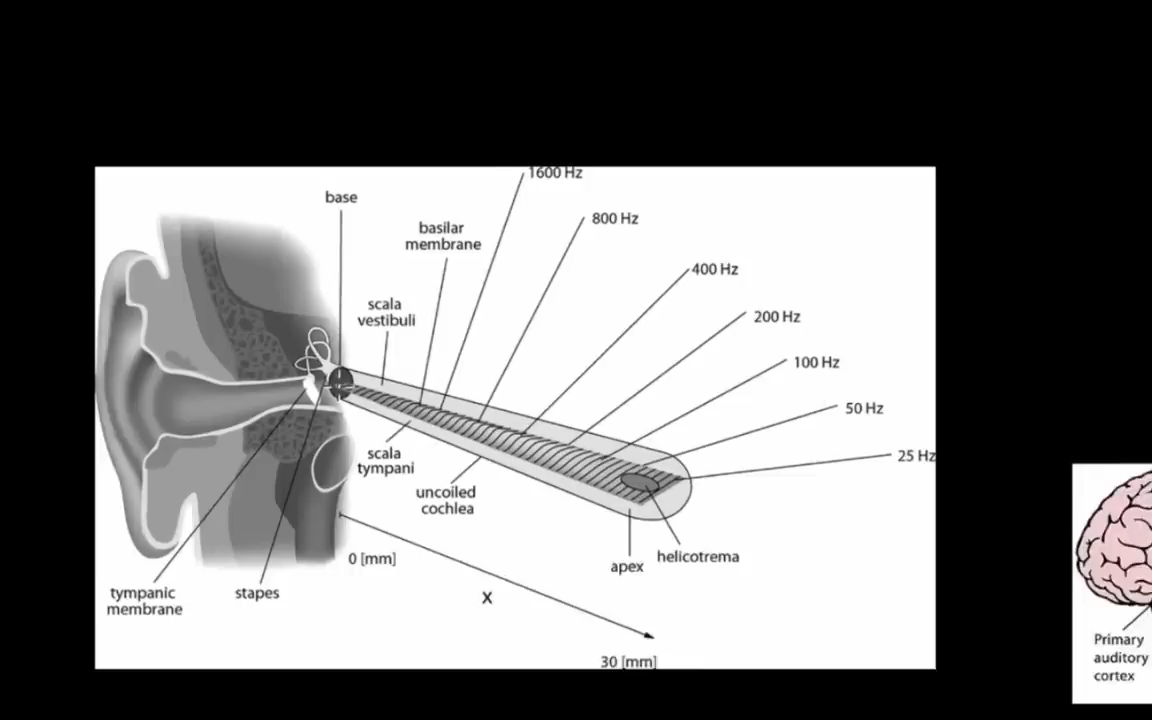 1600 Hz
base
800 Hz
basilar
membrane
400 Hz
scala
vestibuli
200 Hz
100 Hz
50 Hz
25 Hz
scala
tympani
uncoiled
cochlea
0 [mm]
apex
helicotrema
tympanic
membrane
stapes
X
30 [mm]
Primary
auditory
cortex